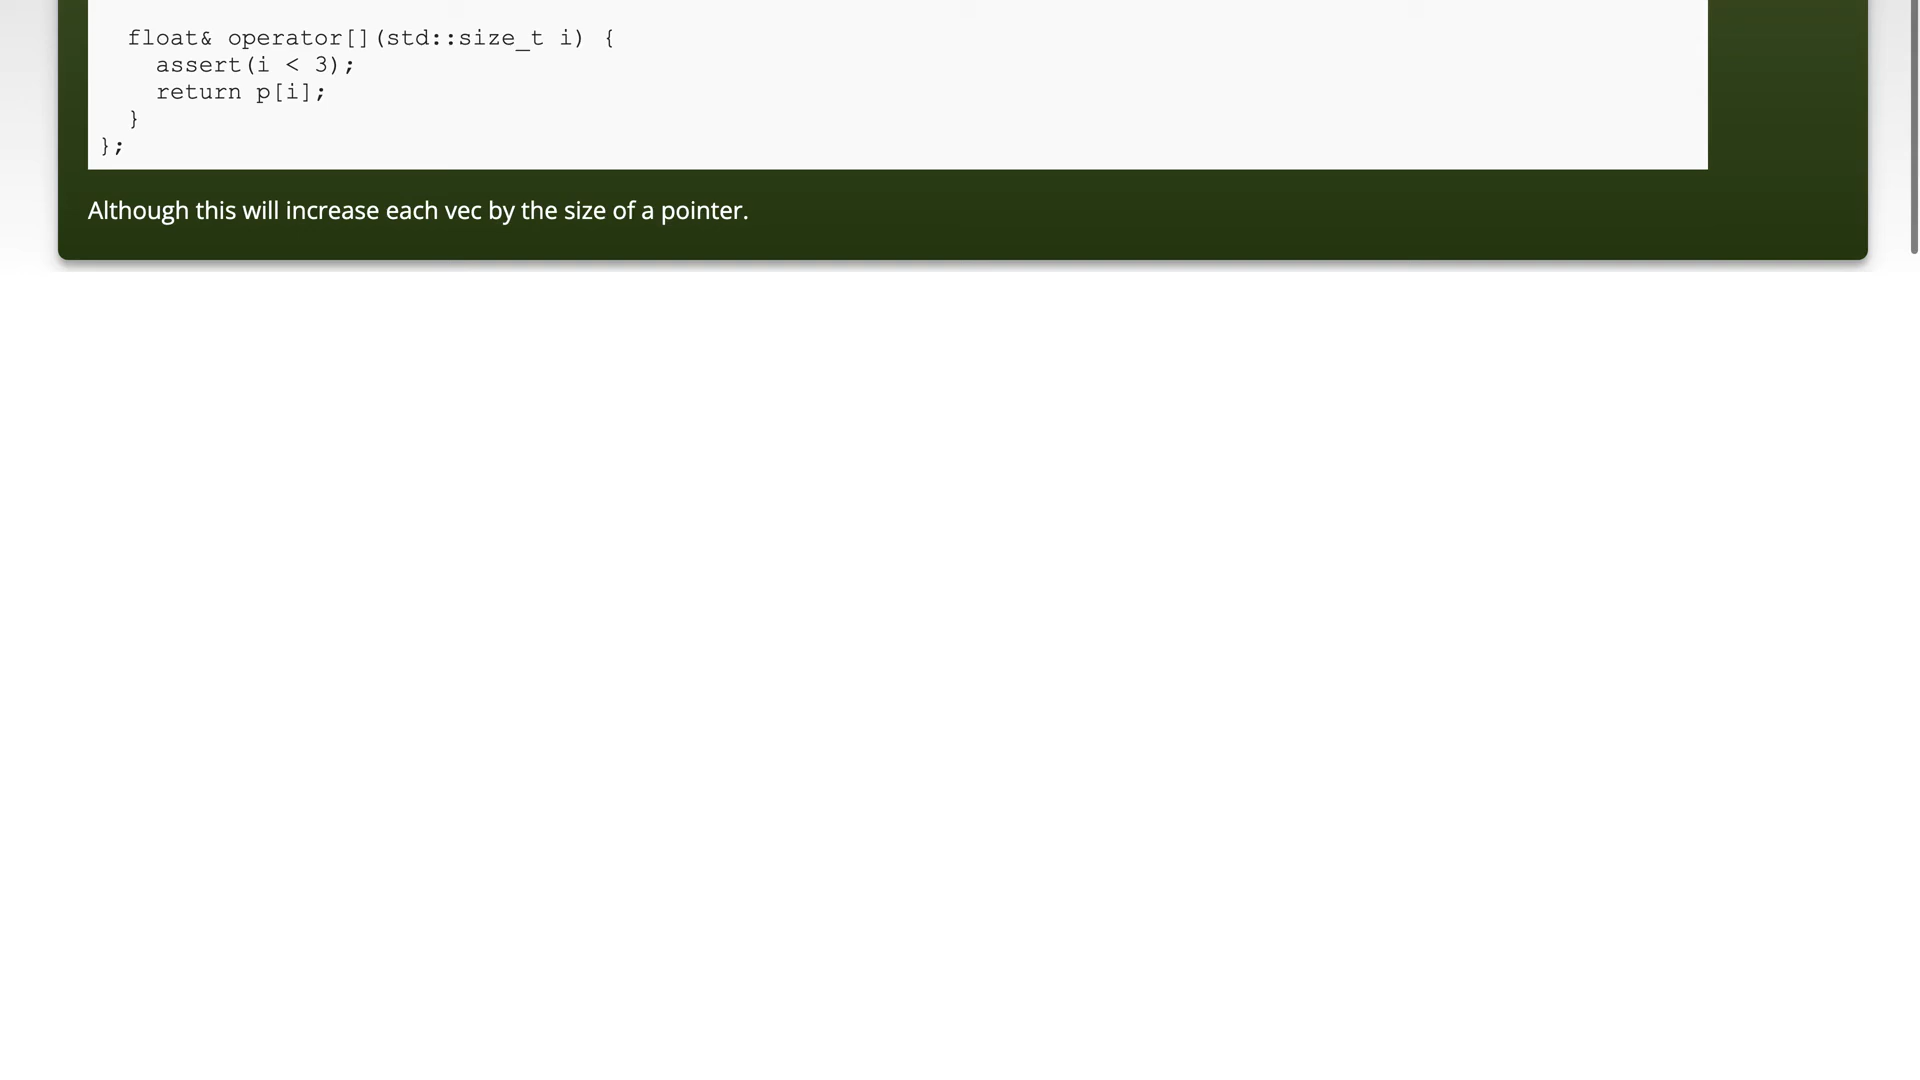 float& operator[](std::size_t i) {
assert(i < 3);
return p[i];
}
};
Although this will increase each vec by the size of a pointer.